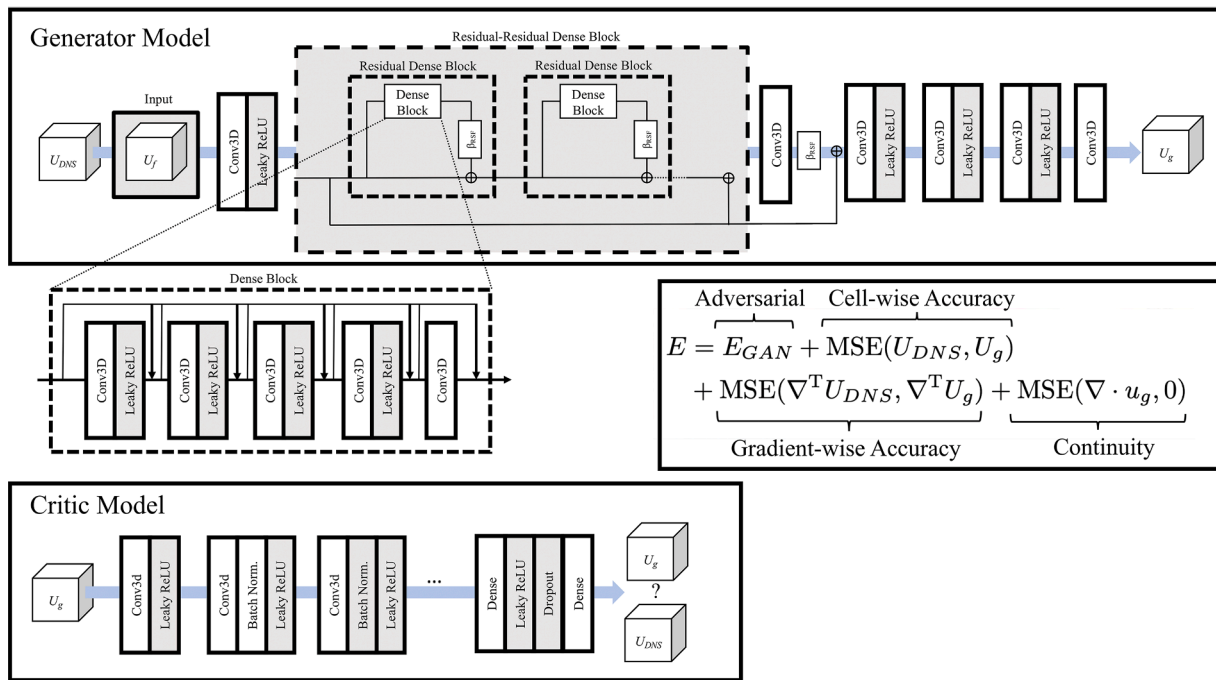 Generator Model
Residual-Residual Dense Block
Residual Dense Block
Residual Dense Block
Input
U_DNS
U_f
Conv3D
Leaky ReLU
Dense Block
β_RSF
Dense Block
β_RSF
Conv3D
β_RSF
Conv3D
Leaky ReLU
Conv3D
Leaky ReLU
Conv3D
Leaky ReLU
Conv3D
U_g
Dense Block
Conv3D
Leaky ReLU
Conv3D
Leaky ReLU
Conv3D
Leaky ReLU
Conv3D
Leaky ReLU
Conv3D
Adversarial Cell-wise Accuracy
E = E_GAN + MSE(U_DNS, U_g)
+ MSE(∇^T U_DNS, ∇^T U_g) + MSE(∇ · u_g, 0)
Gradient-wise Accuracy Continuity
Critic Model
U_g
Conv3d
Leaky ReLU
Conv3d
Batch Norm.
Leaky ReLU
Conv3d
Batch Norm.
Leaky ReLU
...
Dense
Leaky ReLU
Dropout
Dense
U_g
?
U_DNS